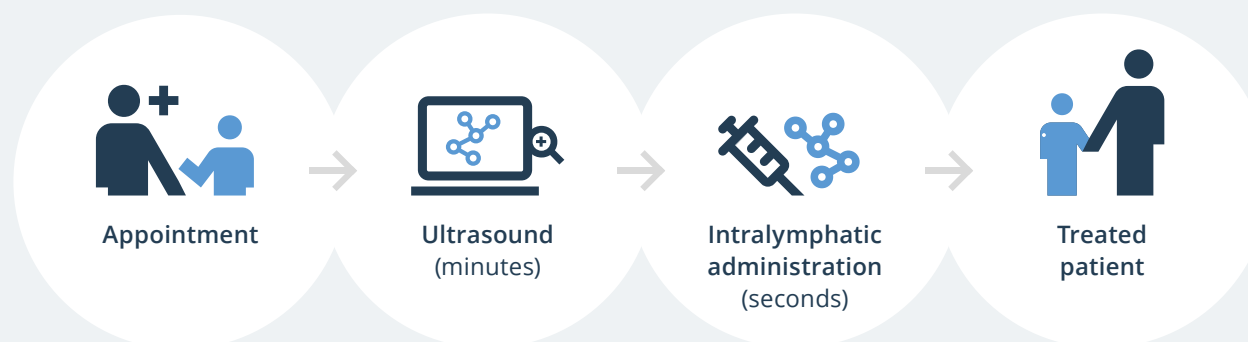 Appointment
Ultrasound
(minutes)
Intralymphatic
administration
(seconds)
Treated
patient